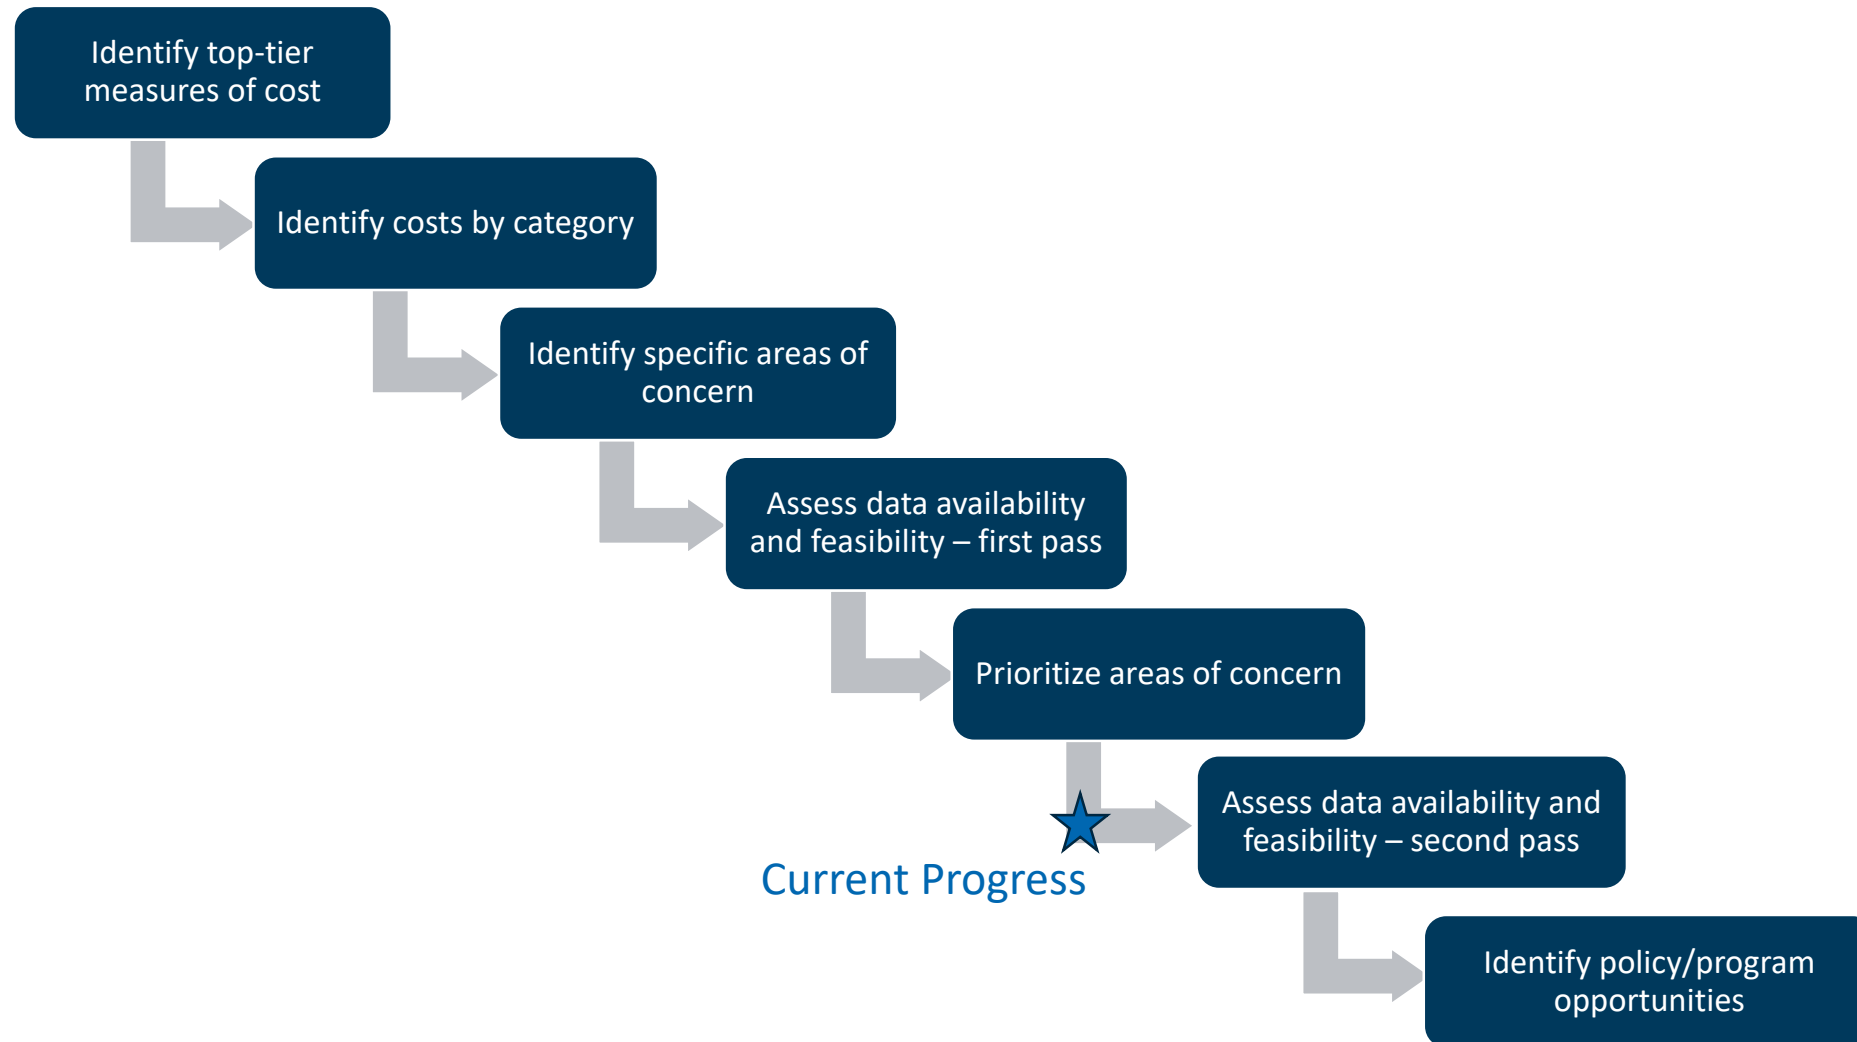 Identify top-tier
measures of cost
Identify costs by category
Identify specific areas of
concern
Assess data availability
and feasibility – first pass
Prioritize areas of concern
Assess data availability and
feasibility – second pass
Current Progress
Identify policy/program
opportunities